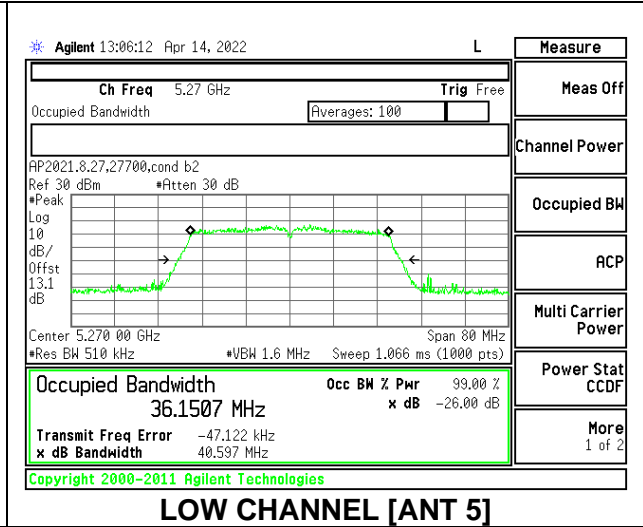 Agilent 13:06:12 Apr 14, 2022 L
Measure
Ch Freq 5.27 GHz Trig Free
Meas Off
Occupied Bandwidth Averages: 100
Channel Power
AP2021.8.27,27700,cond b2
Ref 30 dBm #Atten 30 dB
#Peak
Occupied BW
Log
10
dB/
ACP
Offst
13.1
dB
Multi Carrier
Power
Center 5.270 00 GHz Span 80 MHz
#Res BW 510 kHz #VBW 1.6 MHz Sweep 1.066 ms (1000 pts)
Power Stat
CCDF
Occupied Bandwidth Occ BW % Pwr 99.00 %
36.1507 MHz x dB -26.00 dB
More
1 of 2
Transmit Freq Error -47.122 kHz
x dB Bandwidth 40.597 MHz
Copyright 2000-2011 Agilent Technologies
LOW CHANNEL [ANT 5]